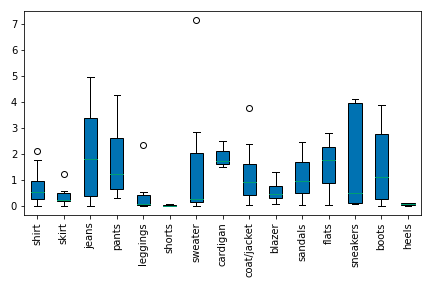 7
6
5
4
3
2
1
0
shirt
skirt
jeans
pants
leggings
shorts
sweater
cardigan
coat/jacket
blazer
sandals
flats
sneakers
boots
heels